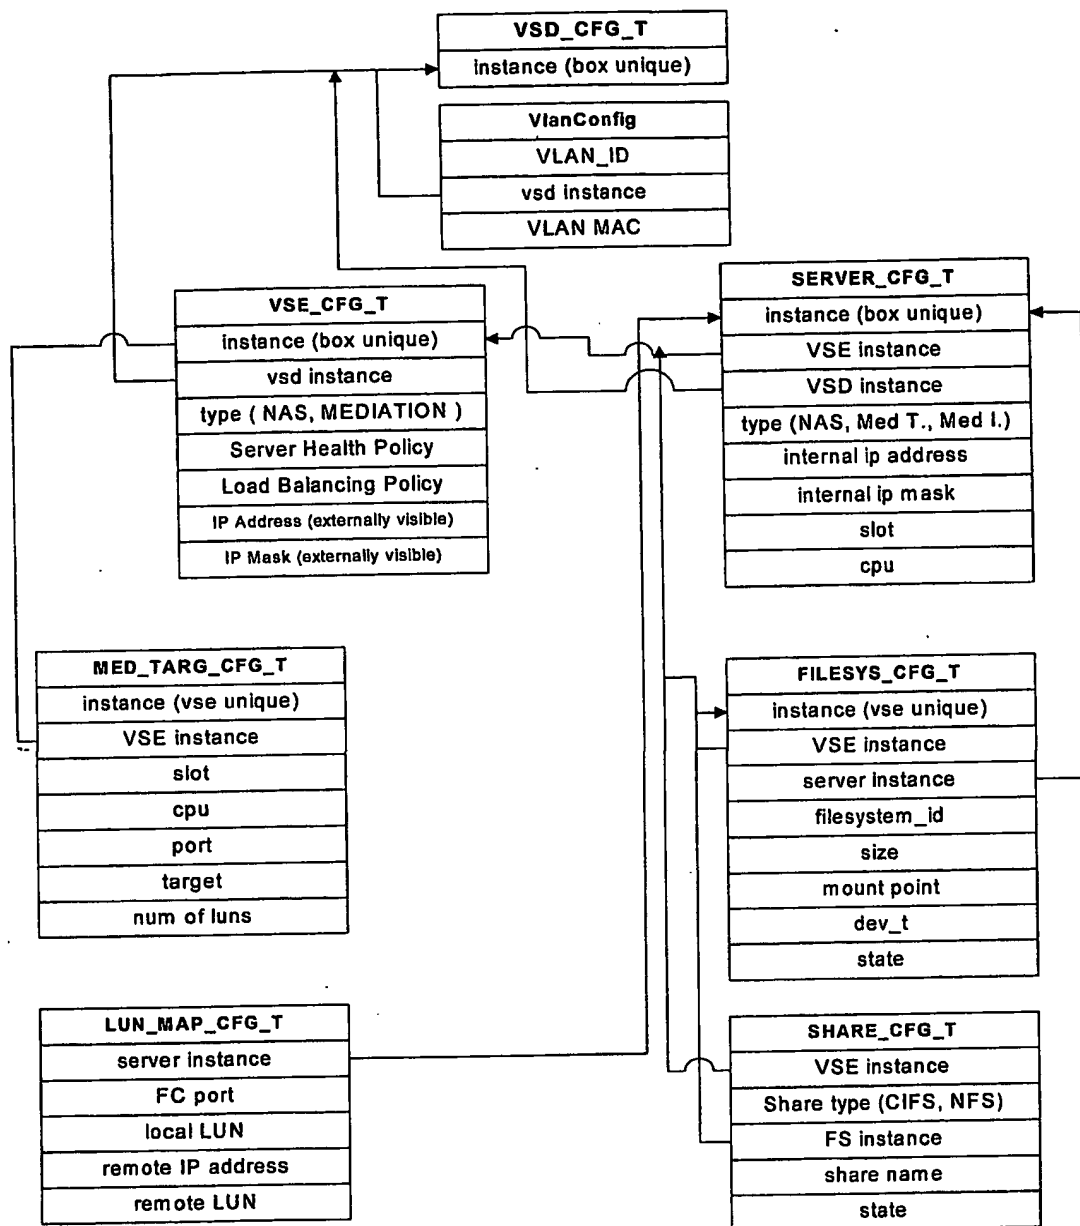 VSD_CFG_T
instance (box unique)
VlanConfig
VLAN_ID
vsd instance
VLAN MAC
VSE_CFG_T
instance (box unique)
vsd instance
type ( NAS, MEDIATION )
Server Health Policy
Load Balancing Policy
IP Address (externally visible)
IP Mask (externally visible)
SERVER_CFG_T
instance (box unique)
VSE instance
VSD instance
type (NAS, Med T., Med I.)
internal ip address
internal ip mask
slot
cpu
MED_TARG_CFG_T
instance (vse unique)
VSE instance
slot
cpu
port
target
num of luns
FILESYS_CFG_T
instance (vse unique)
VSE instance
server instance
filesystem_id
size
mount point
dev_t
state
LUN_MAP_CFG_T
server instance
FC port
local LUN
remote IP address
remote LUN
SHARE_CFG_T
VSE instance
Share type (CIFS, NFS)
FS instance
share name
state